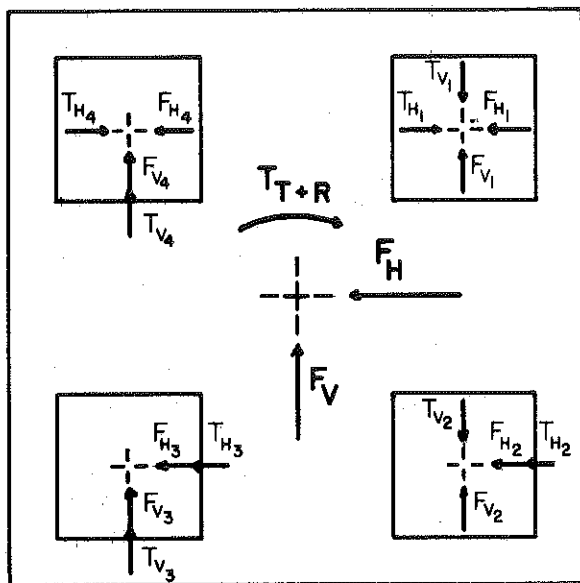 T_H4 F_H4
F_V4
T_V4
T_V1
T_H1 F_H1
F_V1
T_T+R
F_H
F_V
F_H3 T_H3
F_V3
T_V3
T_V2
F_H2 T_H2
F_V2